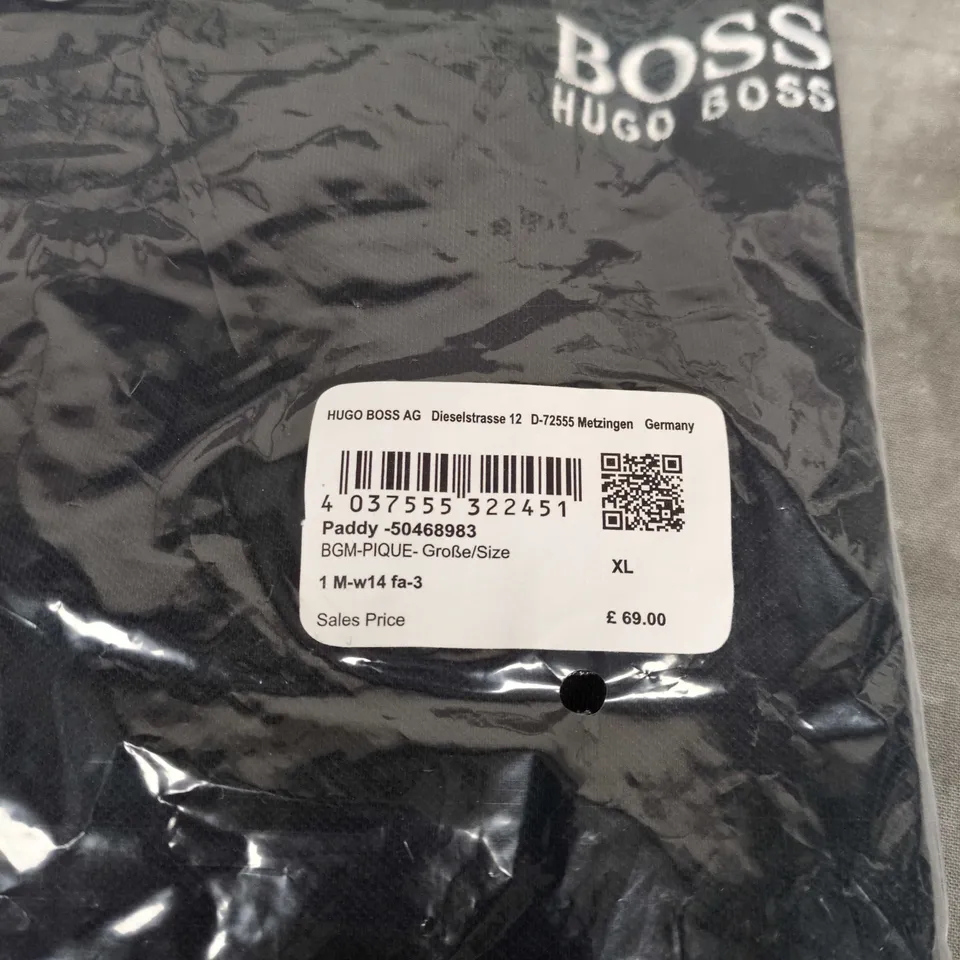 BOSS
HUGO BOSS
HUGO BOSS AG Dieselstrasse 12 D-72555 Metzingen Germany
4 037555 322451
Paddy -50468983
BGM-PIQUE- Große/Size
XL
1 M-w14 fa-3
Sales Price £ 69.00